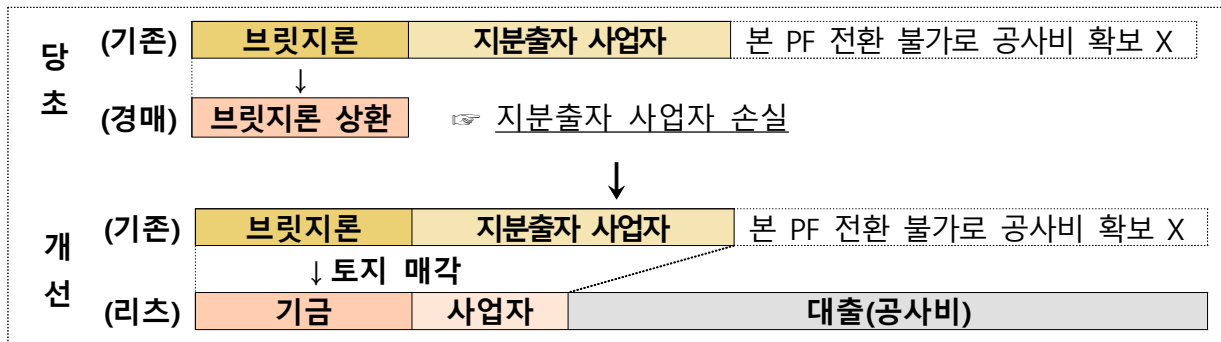 당초
(기존) 브릿지론 지분출자 사업자 본 PF 전환 불가로 공사비 확보 X
↓
(경매) 브릿지론 상환 ☞ 지분출자 사업자 손실
↓
개선
(기존) 브릿지론 지분출자 사업자 본 PF 전환 불가로 공사비 확보 X
↓토지 매각
(리츠) 기금 사업자 대출(공사비)